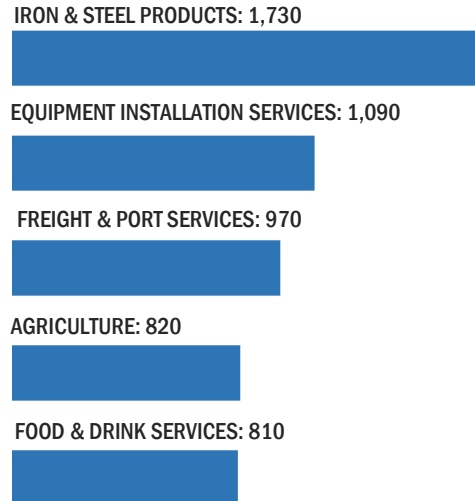 IRON & STEEL PRODUCTS: 1,730
EQUIPMENT INSTALLATION SERVICES: 1,090
FREIGHT & PORT SERVICES: 970
AGRICULTURE: 820
FOOD & DRINK SERVICES: 810